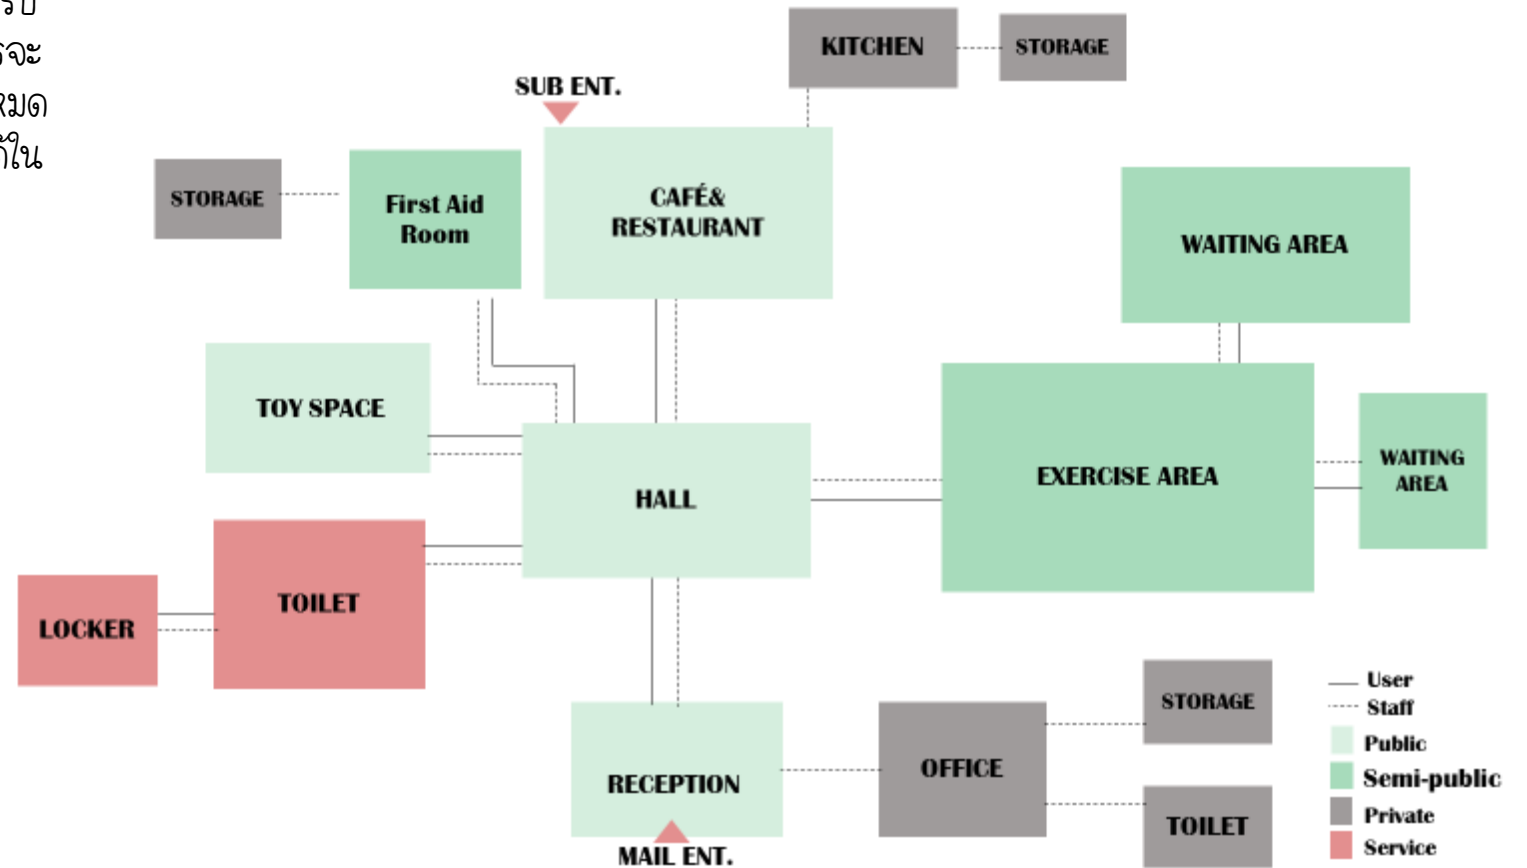 KITCHEN
STORAGE
SUB ENT.
CAFÉ&
RESTAURANT
STORAGE
First Aid
Room
WAITING AREA
TOY SPACE
HALL
EXERCISE AREA
WAITING
AREA
TOILET
LOCKER
RECEPTION
MAIL ENT.
OFFICE
STORAGE
TOILET
User
Staff
Public
Semi-public
Private
Service